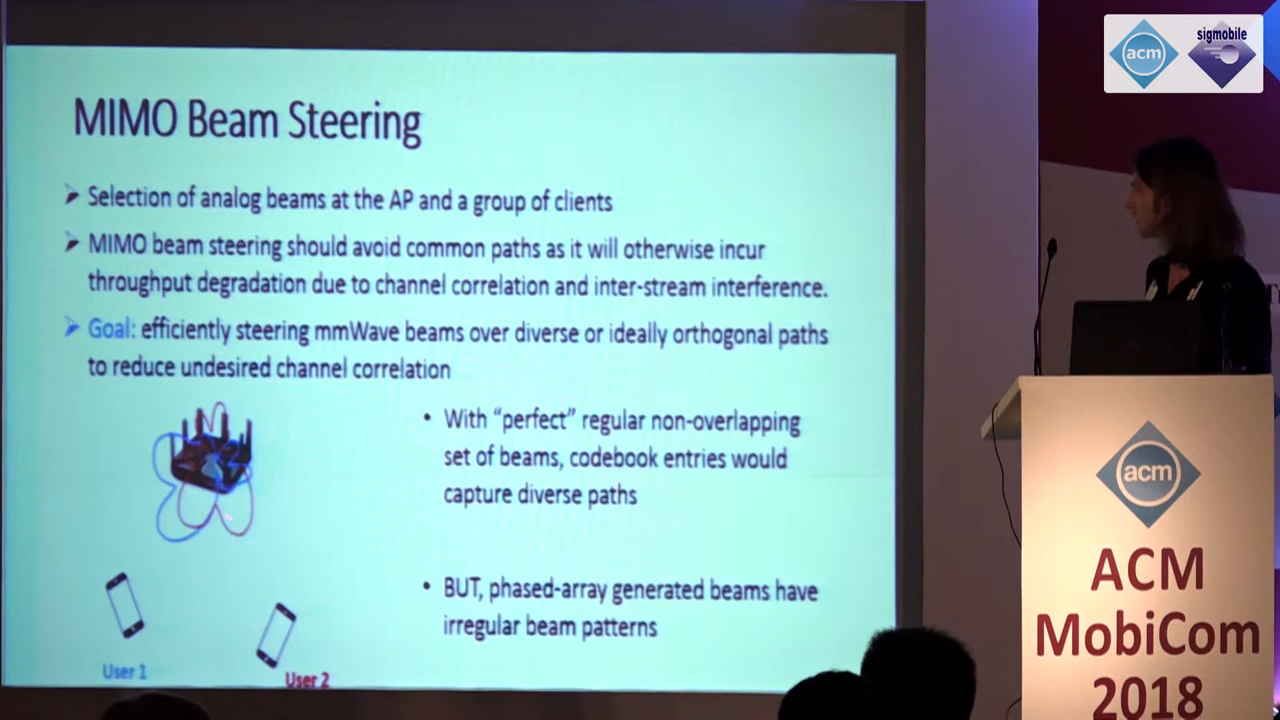 MIMO Beam Steering
Selection of analog beams at the AP and a group of clients
MIMO beam steering should avoid common paths as it will otherwise incur
throughput degradation due to channel correlation and inter-stream interference.
Goal: efficiently steering mmWave beams over diverse or ideally orthogonal paths
to reduce undesired channel correlation
• With “perfect” regular non-overlapping
set of beams, codebook entries would
capture diverse paths
• BUT, phased-array generated beams have
irregular beam patterns
User 1
User 2
acm
sigmobile
acm
ACM
MobiCom
2018